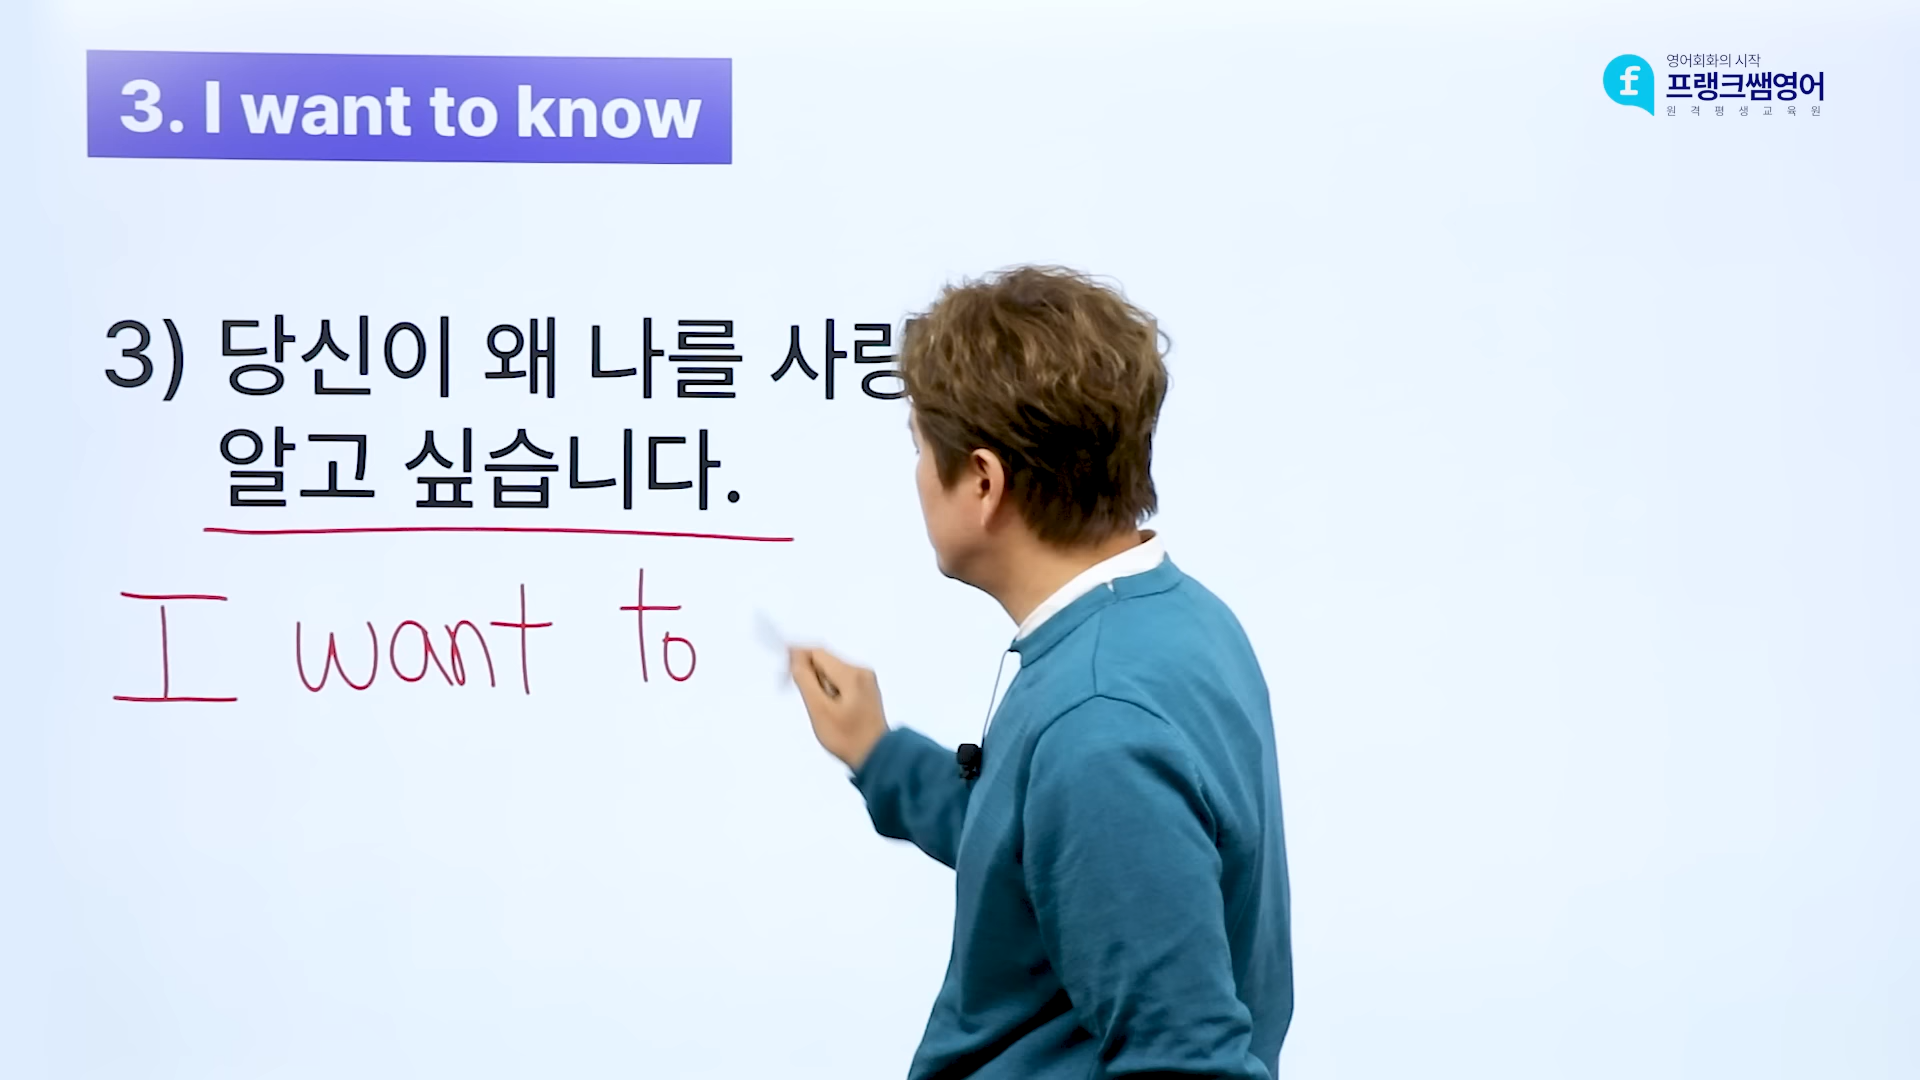 3. I want to know
영어회화의 시작
프랭크쌤영어
원격평생교육원
3) 당신이 왜 나를
알고 싶습니다.
I want to